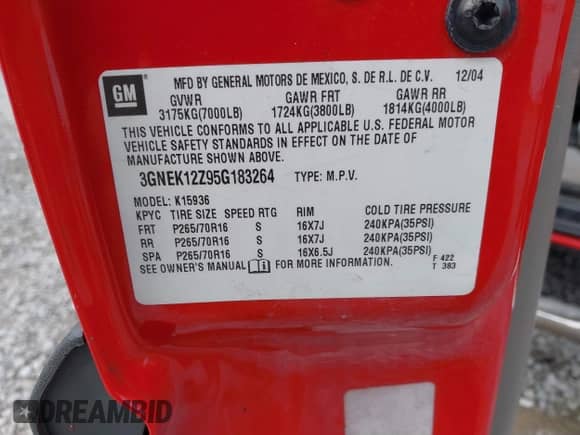 GM
MFD BY GENERAL MOTORS DE MEXICO, S. DE R.L. DE C.V. 12/04
GVWR GAWR FRT GAWR RR
3175KG(7000LB) 1724KG(3800LB) 1814KG(4000LB)
THIS VEHICLE CONFORMS TO ALL APPLICABLE U.S. FEDERAL MOTOR
VEHICLE SAFETY STANDARDS IN EFFECT ON THE DATE OF
MANUFACTURE SHOWN ABOVE.
3GNEK12Z95G183264 TYPE: M.P.V.
MODEL: K15936
KPYC TIRE SIZE SPEED RTG RIM COLD TIRE PRESSURE
FRT P265/70R16 S 16X7J 240KPA(35PSI)
RR P265/70R16 S 16X7J 240KPA(35PSI)
SPA P265/70R16 S 16X6.5J 240KPA(35PSI)
SEE OWNER'S MANUAL FOR MORE INFORMATION.
F 422
T 383
DREAMBID